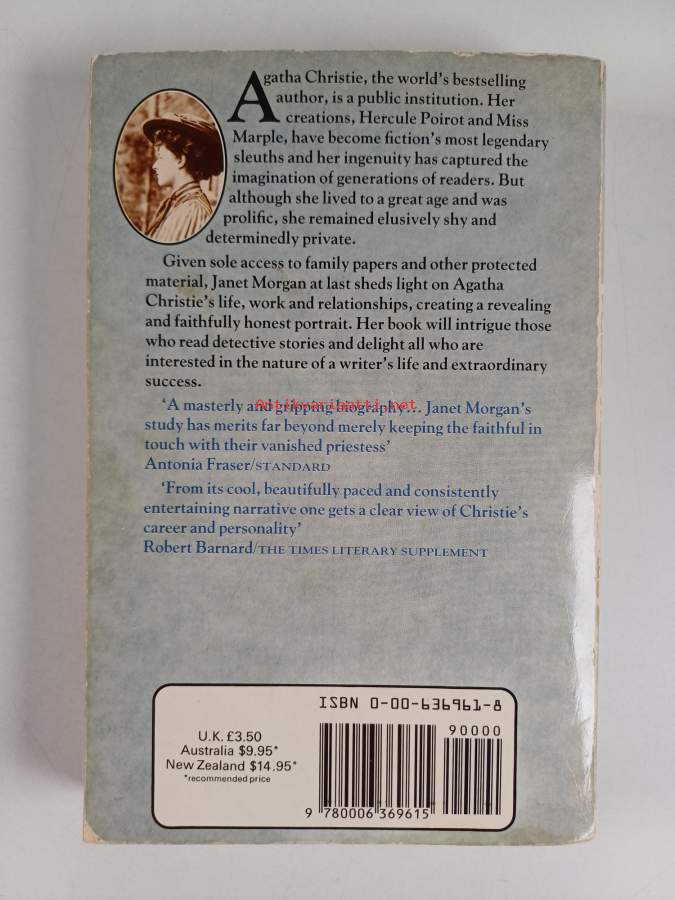 Agatha Christie, the world's bestselling
author, is a public institution. Her
creations, Hercule Poirot and Miss
Marple, have become fiction's most legendary
sleuths and her ingenuity has captured the
imagination of generations of readers. But
although she lived to a great age and was
prolific, she remained elusively shy and
determinedly private.
Given sole access to family papers and other protected
material, Janet Morgan at last sheds light on Agatha
Christie's life, work and relationships, creating a revealing
and faithfully honest portrait. Her book will intrigue those
who read detective stories and delight all who are
interested in the nature of a writer's life and extraordinary
success.
Antikvariaatti.net
'A masterly and gripping biography... Janet Morgan's
study has merits far beyond merely keeping the faithful in
touch with their vanished priestess'
Antonia Fraser/STANDARD
'From its cool, beautifully paced and consistently
entertaining narrative one gets a clear view of Christie's
career and personality'
Robert Barnard/THE TIMES LITERARY SUPPLEMENT
U.K. £3.50
Australia $9.95*
New Zealand $14.95*
*recommended price
ISBN 0-00-636961-8
90000
9 780006 369615